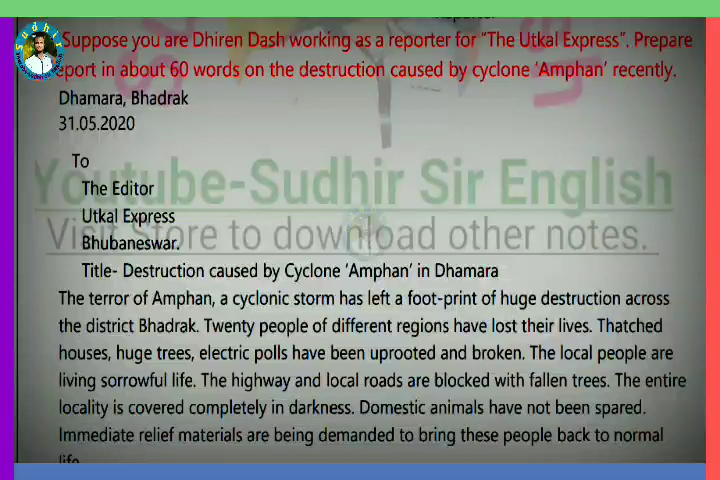 Sudhir
Suppose you are Dhiren Dash working as a reporter for "The Utkal Express". Prepare
eport in about 60 words on the destruction caused by cyclone 'Amphan' recently.
Dhamara, Bhadrak
31.05.2020
To
The Editor
Youtube-Sudhir Sir English
Utkal Express
Visit Store to download other notes.
Bhubaneswar.
Title- Destruction caused by Cyclone 'Amphan' in Dhamara
The terror of Amphan, a cyclonic storm has left a foot-print of huge destruction across
the district Bhadrak. Twenty people of different regions have lost their lives. Thatched
houses, huge trees, electric polls have been uprooted and broken. The local people are
living sorrowful life. The highway and local roads are blocked with fallen trees. The entire
locality is covered completely in darkness. Domestic animals have not been spared.
Immediate relief materials are being demanded to bring these people back to normal
life